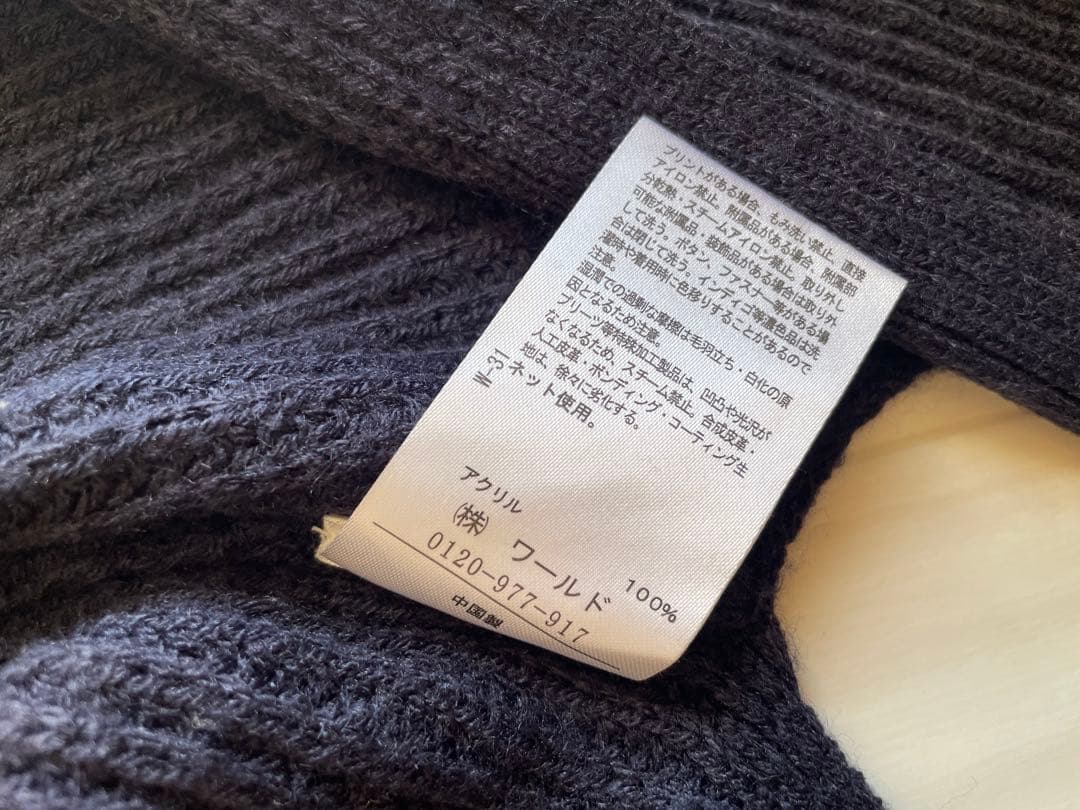 プリントがある場合、もみ洗い禁止、直接
アイロン禁止。附属品がある場合、附属部
分乾熱・スチームアイロン禁止。取り外し
可能な附属品、装飾品がある場合は取り外
して洗う。ボタン、ファスナー等がある場
合は閉じて洗う。インディゴ等濃色品は洗
濯時や着用時に色移りすることがあるので
注意。
湿潤での過剰な摩擦は毛羽立ち・白化の原
因となるため注意。
プリーツ等特殊加工製品は、凹凸や光沢が
なくなるため、スチーム禁止。合成皮革・
人工皮革・ボンディング・コーティング生
地は、徐々に劣化する。
W-31 ネット使用。
アクリル 100%
㈱ ワールド
0120-977-917
中国製